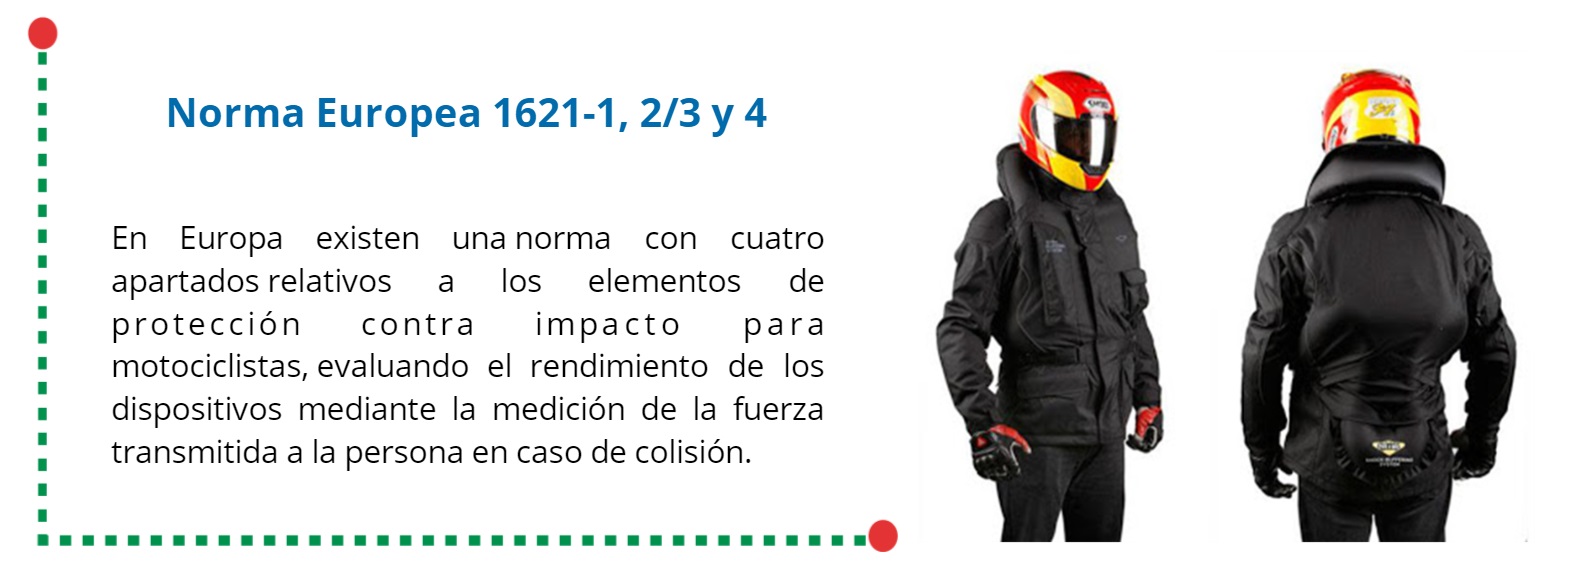 Norma Europea 1621-1, 2/3 y 4
En Europa existen una norma con cuatro
apartados relativos a los elementos de
protección contra impacto para
motociclistas, evaluando el rendimiento de los
dispositivos mediante la medición de la fuerza
transmitida a la persona en caso de colisión.
SHOEI